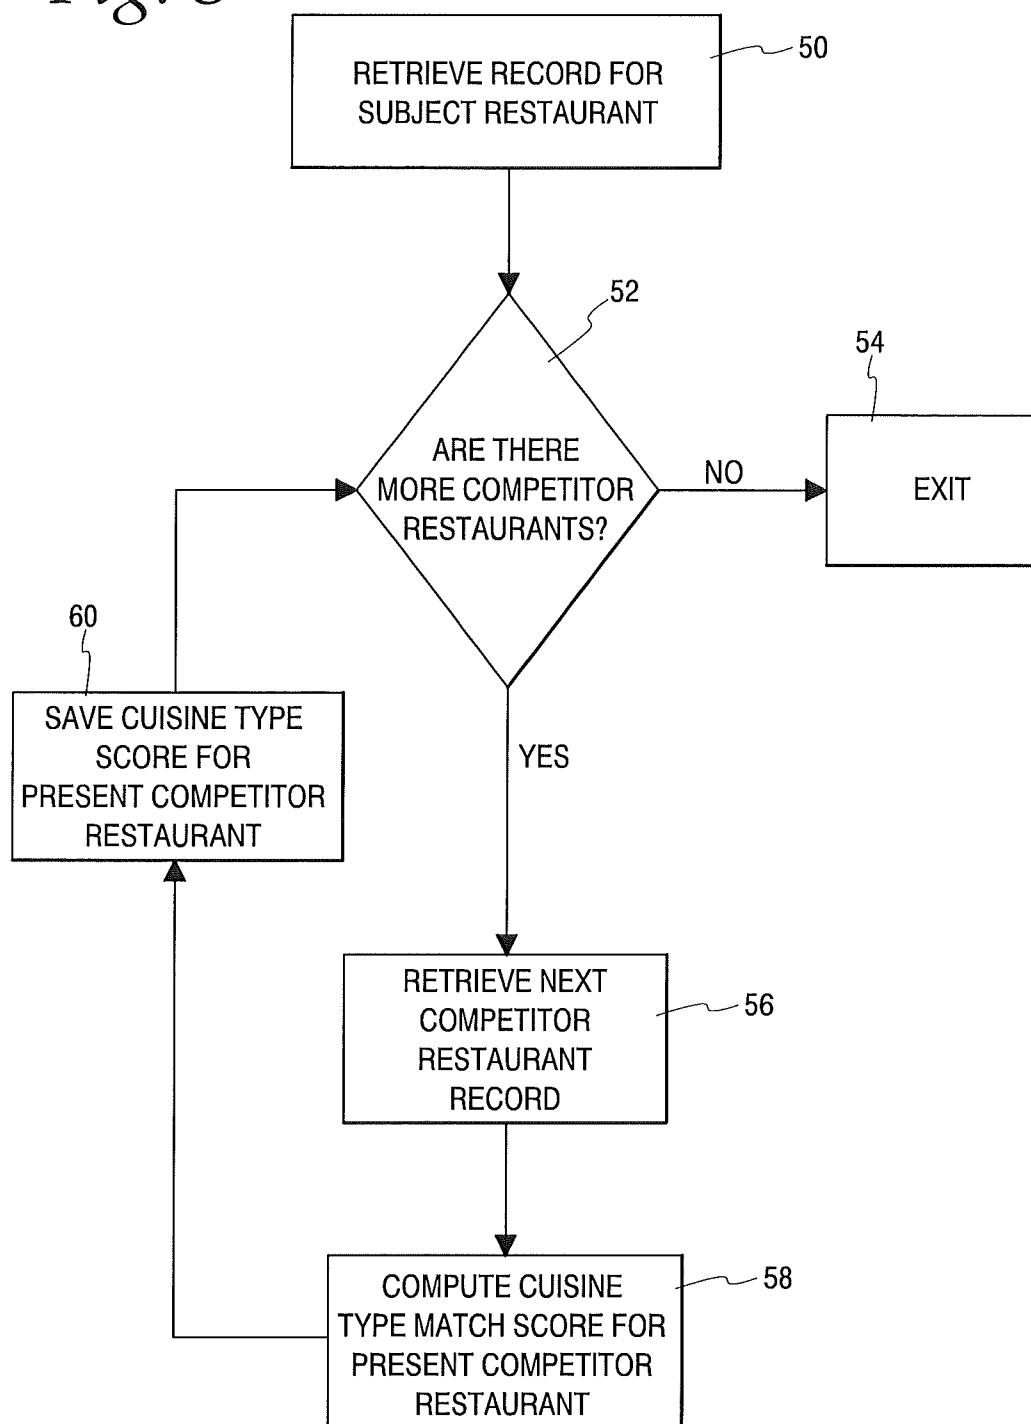 RETRIEVE RECORD FOR
SUBJECT RESTAURANT
50
52
ARE THERE
MORE COMPETITOR
RESTAURANTS?
NO
54
EXIT
60
SAVE CUISINE TYPE
SCORE FOR
PRESENT COMPETITOR
RESTAURANT
YES
RETRIEVE NEXT
COMPETITOR
RESTAURANT
RECORD
56
COMPUTE CUISINE
TYPE MATCH SCORE FOR
PRESENT COMPETITOR
RESTAURANT
58